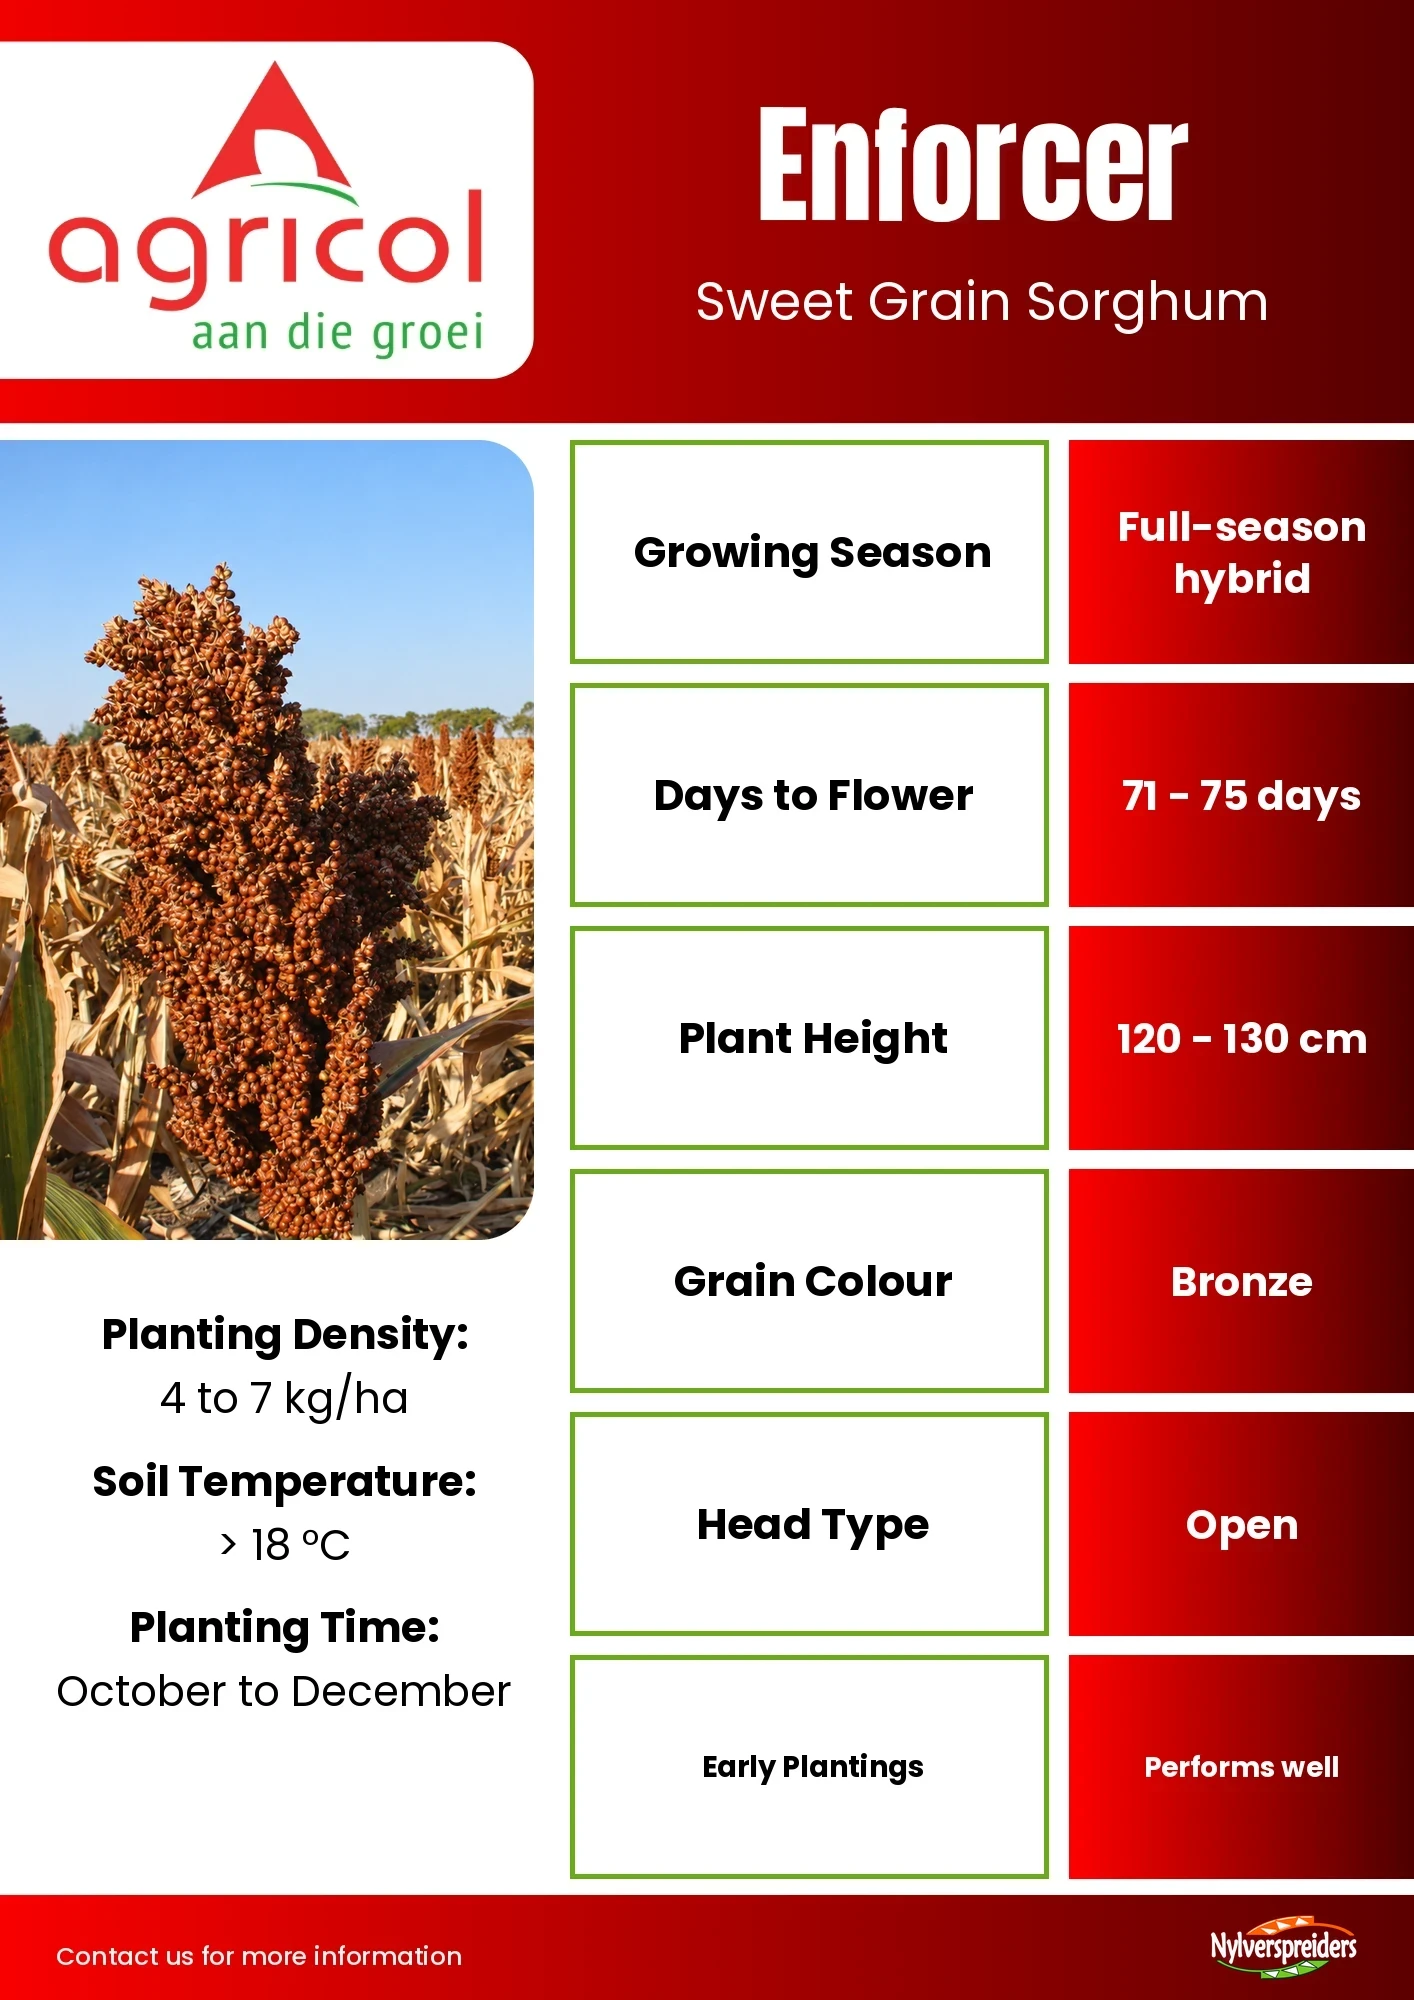 agricol
aan die groei
Enforcer
Sweet Grain Sorghum
Growing Season
Full-season
hybrid
Days to Flower
71 - 75 days
Plant Height
120 - 130 cm
Grain Colour
Bronze
Head Type
Open
Early Plantings
Performs well
Planting Density:
4 to 7 kg/ha
Soil Temperature:
> 18 °C
Planting Time:
October to December
Contact us for more information
Nylverspreiders